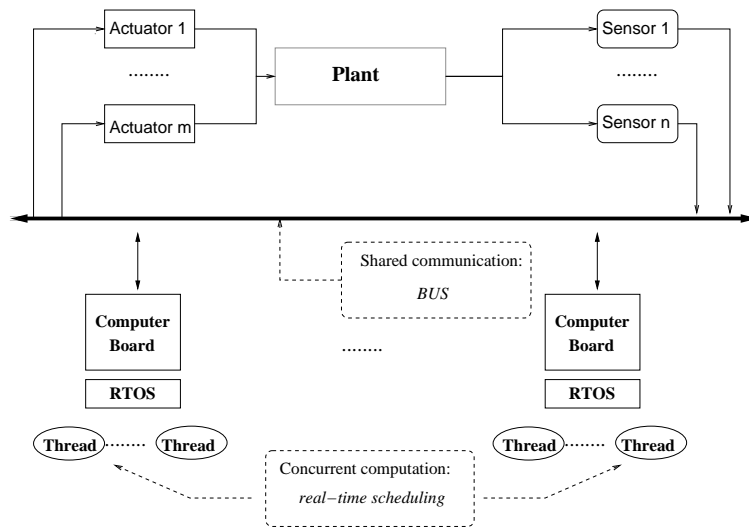 Actuator 1
Plant
Sensor 1
........
........
Actuator m
Sensor n
Shared communication:
BUS
Computer
Board
........
Computer
Board
RTOS
RTOS
Thread ........ Thread
Thread ........ Thread
Concurrent computation:
real−time scheduling